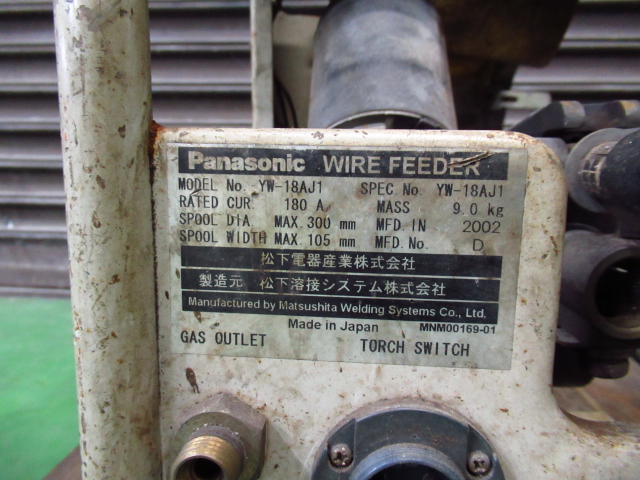 Panasonic WIRE FEEDER
MODEL No. YW-18AJ1 SPEC No. YW-18AJ1
RATED CUR. 180 A MASS 9.0 kg
SPOOL DIA. MAX. 300 mm MFD. IN 2002
SPOOL WIDTH MAX. 105 mm MFD. No. D
松下電器産業株式会社
製造元 松下溶接システム株式会社
Manufactured by Matsushita Welding Systems Co., Ltd.
Made in Japan MNM00169-01
GAS OUTLET TORCH SWITCH